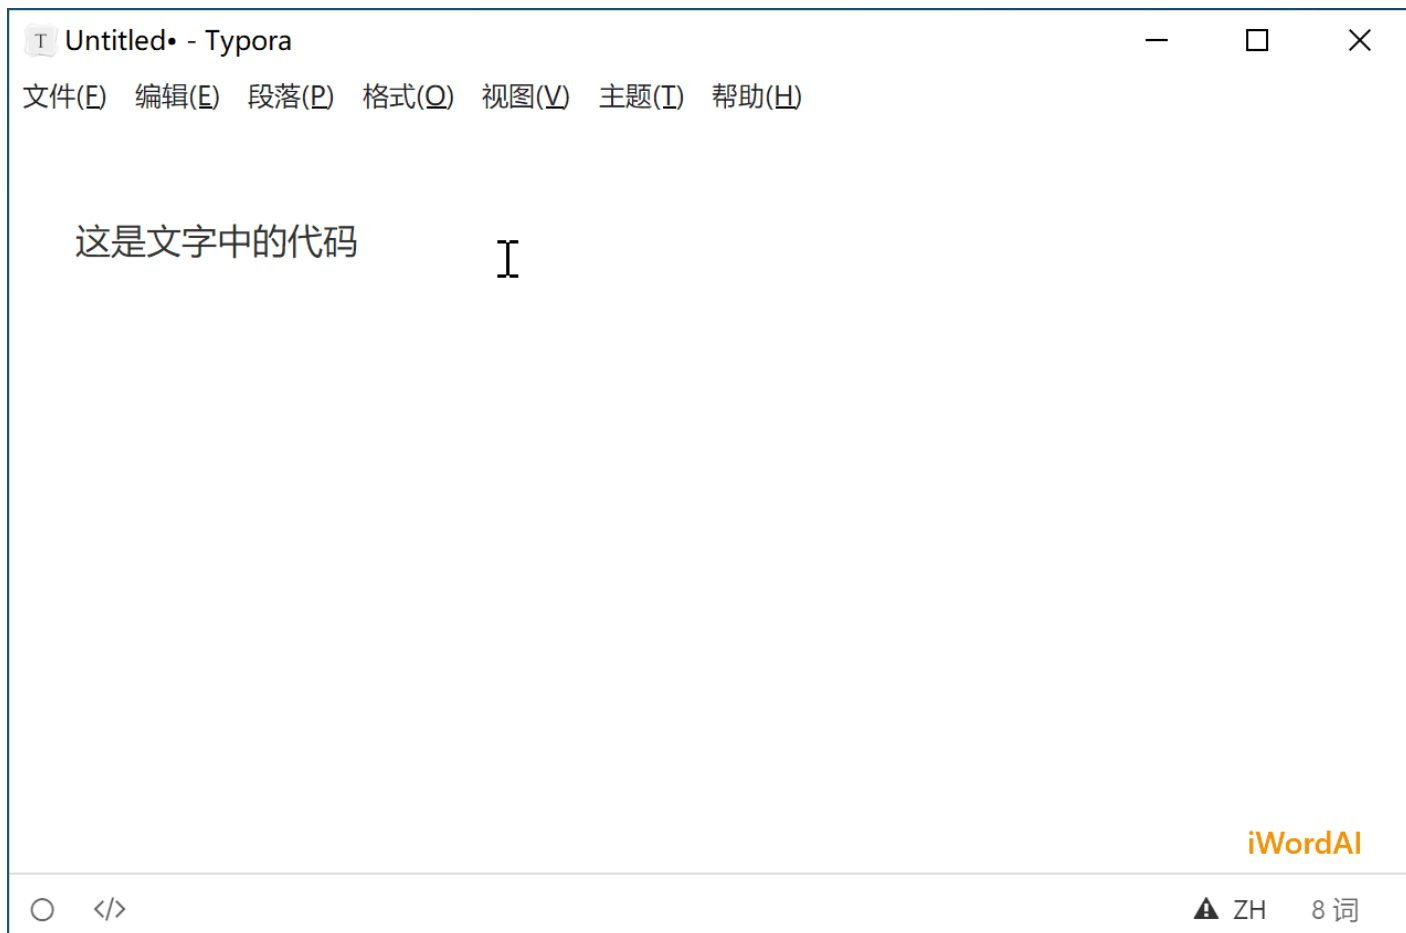 T Untitled• - Typora
文件(F) 编辑(E) 段落(P) 格式(O) 视图(V) 主题(T) 帮助(H)
这是文字中的代码
iWordAI
</> ZH 8 词